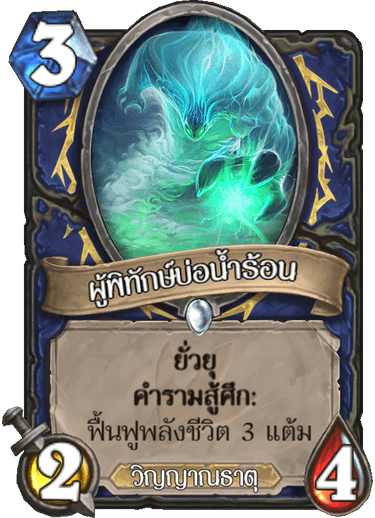 3
ผู้พิทักษ์บ่อน้ำร้อน
ยั่วยุ
คำรามสู้ศึก:
ฟื้นฟูพลังชีวิต 3 แต้ม
2
วิญญาณธาตุ
4